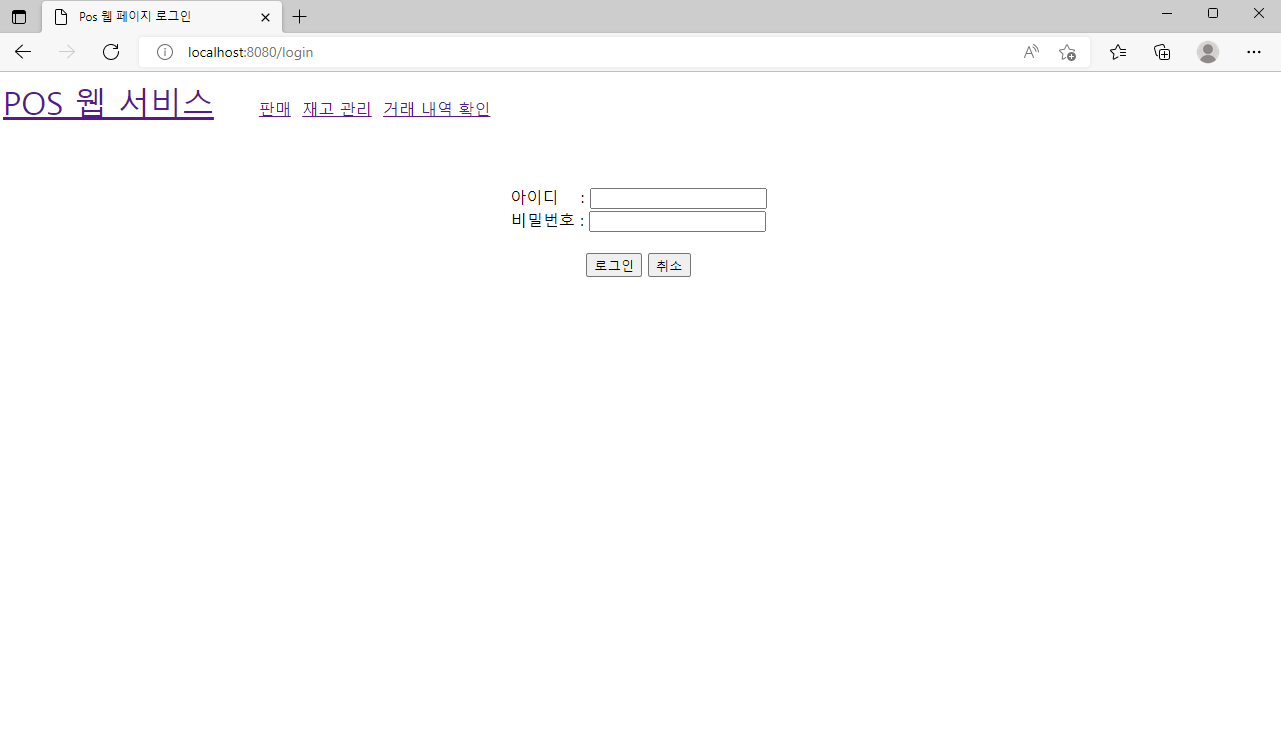 Pos 웹 페이지 로그인
localhost:8080/login
POS 웹 서비스 판매 재고 관리 거래 내역 확인
아이디 :
비밀번호 :
로그인 취소